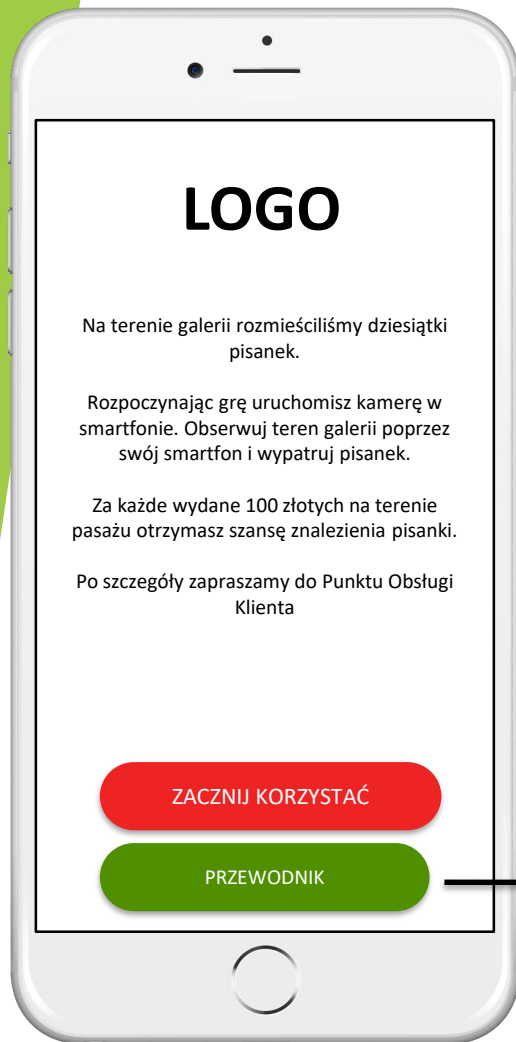 LOGO
Na terenie galerii rozmieściliśmy dziesiątki
pisanek.
Rozpoczynając grę uruchomisz kamerę w
smartfonie. Obserwuj teren galerii poprzez
swój smartfon i wypatruj pisanek.
Za każde wydane 100 złotych na terenie
pasażu otrzymasz szansę znalezienia pisanki.
Po szczegóły zapraszamy do Punktu Obsługi
Klienta
ZACZNIJ KORZYSTAĆ
PRZEWODNIK